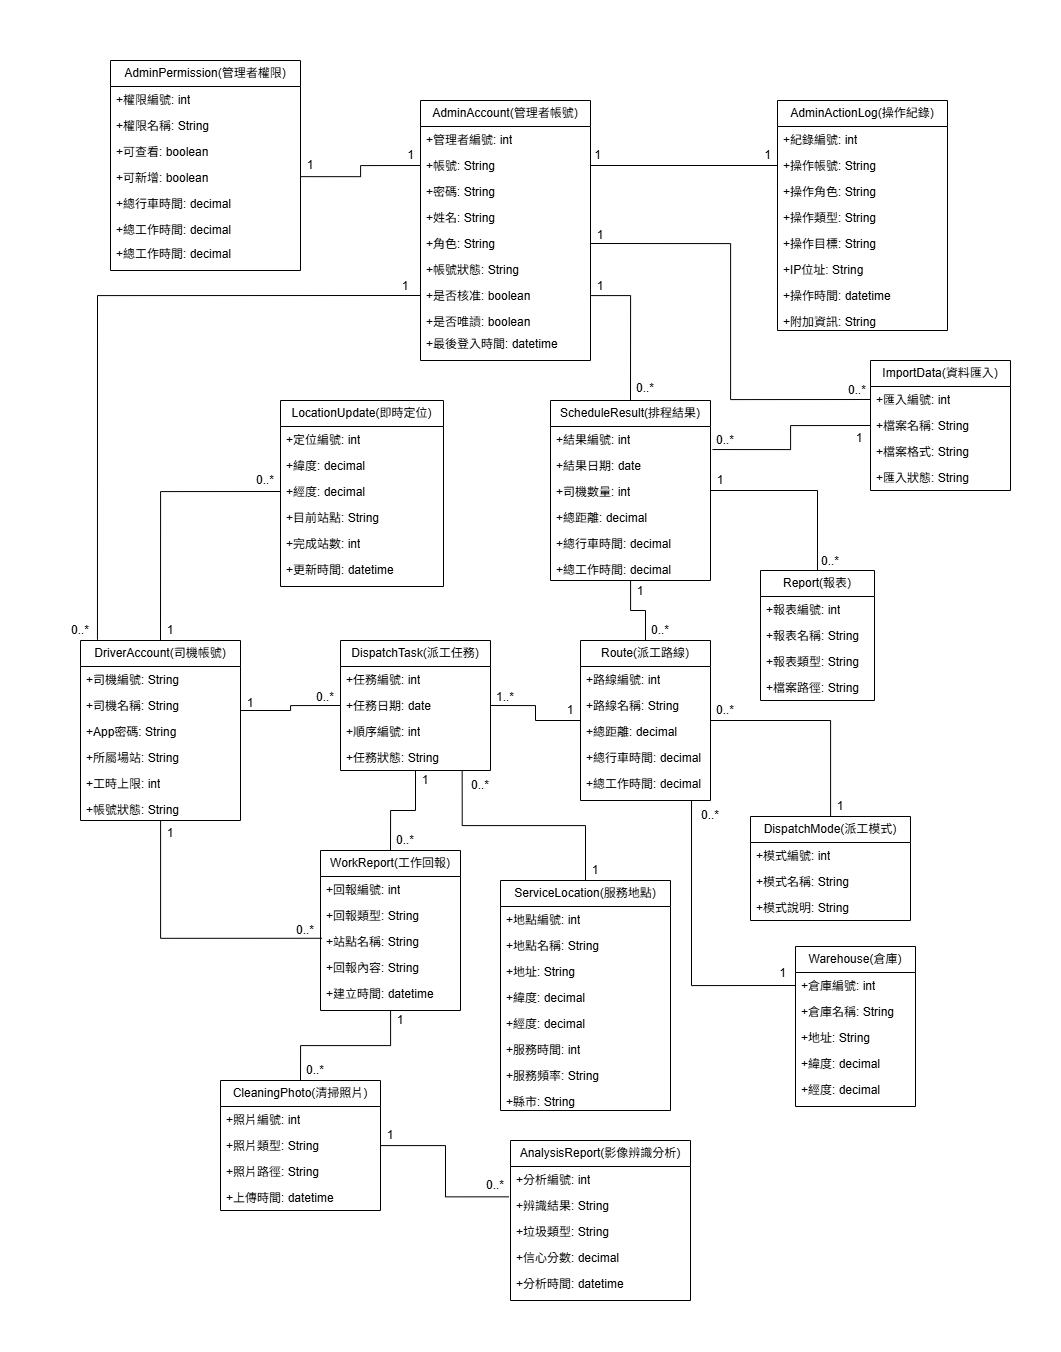 AdminPermission(管理者權限)
+權限編號: int
+權限名稱: String
+可查看: boolean
+可新增: boolean
+總行車時間: decimal
+總工作時間: decimal
+總工作時間: decimal
1
1
AdminAccount(管理者帳號)
+管理者編號: int
+帳號: String
+密碼: String
+姓名: String
+角色: String
+帳號狀態: String
+是否核准: boolean
+是否唯讀: boolean
+最後登入時間: datetime
1
1
AdminActionLog(操作紀錄)
+紀錄編號: int
+操作帳號: String
+操作角色: String
+操作類型: String
+操作目標: String
+IP位址: String
+操作時間: datetime
+附加資訊: String
1
1
1
0..*
0..*
ImportData(資料匯入)
+匯入編號: int
+檔案名稱: String
+檔案格式: String
+匯入狀態: String
LocationUpdate(即時定位)
+定位編號: int
+緯度: decimal
+經度: decimal
+目前站點: String
+完成站數: int
+更新時間: datetime
0..*
ScheduleResult(排程結果)
+結果編號: int
+結果日期: date
+司機數量: int
+總距離: decimal
+總行車時間: decimal
+總工作時間: decimal
0..*
1
1
0..*
Report(報表)
+報表編號: int
+報表名稱: String
+報表類型: String
+檔案路徑: String
1
0..*
0..*
1
DriverAccount(司機帳號)
+司機編號: String
+司機名稱: String
+App密碼: String
+所屬場站: String
+工時上限: int
+帳號狀態: String
1
0..*
DispatchTask(派工任務)
+任務編號: int
+任務日期: date
+順序編號: int
+任務狀態: String
1..*
1
Route(派工路線)
+路線編號: int
+路線名稱: String
+總距離: decimal
+總行車時間: decimal
+總工作時間: decimal
0..*
1
DispatchMode(派工模式)
+模式編號: int
+模式名稱: String
+模式說明: String
1
0..*
0..*
1
1
0..*
0..*
WorkReport(工作回報)
+回報編號: int
+回報類型: String
+站點名稱: String
+回報內容: String
+建立時間: datetime
1
ServiceLocation(服務地點)
+地點編號: int
+地點名稱: String
+地址: String
+緯度: decimal
+經度: decimal
+服務時間: int
+服務頻率: String
+縣市: String
1
Warehouse(倉庫)
+倉庫編號: int
+倉庫名稱: String
+地址: String
+緯度: decimal
+經度: decimal
0..*
CleaningPhoto(清掃照片)
+照片編號: int
+照片類型: String
+照片路徑: String
+上傳時間: datetime
1
0..*
AnalysisReport(影像辨識分析)
+分析編號: int
+辨識結果: String
+垃圾類型: String
+信心分數: decimal
+分析時間: datetime